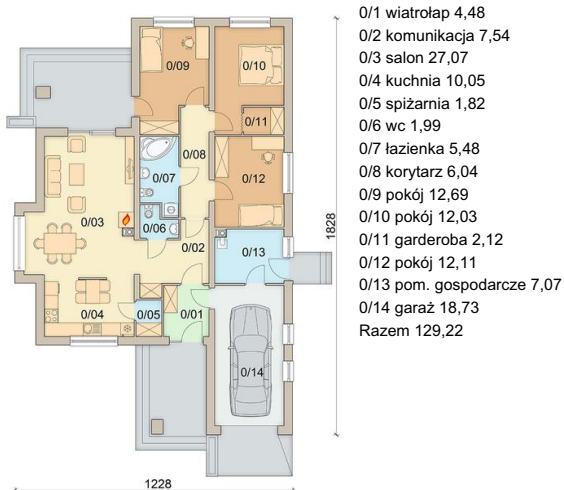 0/1 wiatrołap 4,48
0/2 komunikacja 7,54
0/3 salon 27,07
0/4 kuchnia 10,05
0/5 spiżarnia 1,82
0/6 wc 1,99
0/7 łazienka 5,48
0/8 korytarz 6,04
0/9 pokój 12,69
0/10 pokój 12,03
0/11 garderoba 2,12
0/12 pokój 12,11
0/13 pom. gospodarcze 7,07
0/14 garaż 18,73
Razem 129,22
0/09
0/10
0/11
0/08
0/07
0/12
0/03
0/06
0/02
0/13
0/04
0/05
0/01
0/14
1828
1228